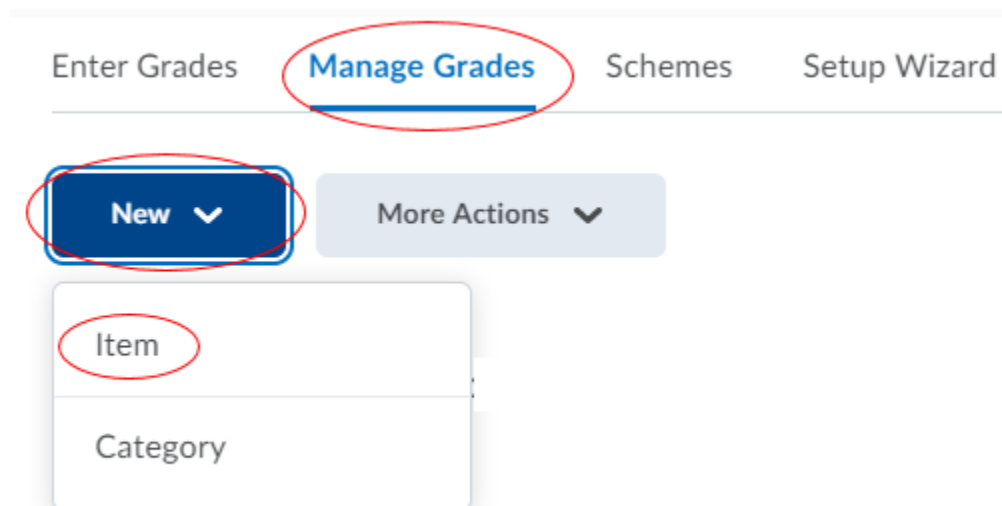 Enter Grades Manage Grades Schemes Setup Wizard
New More Actions
Item
Category